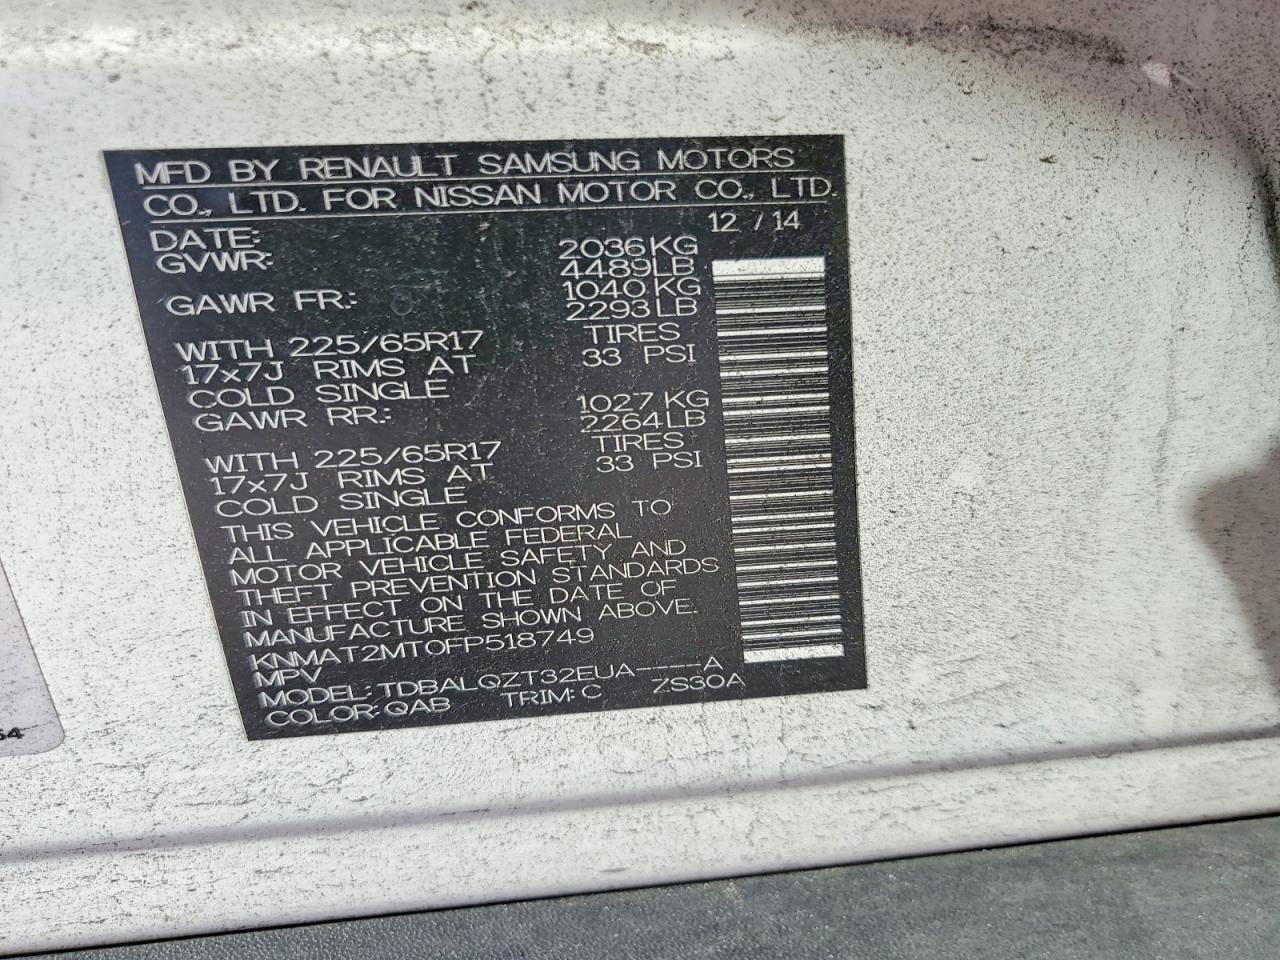 MFD BY RENAULT SAMSUNG MOTORS
CO., LTD. FOR NISSAN MOTOR CO., LTD.
DATE: 12 / 14
GVWR: 2036 KG
4489 LB
GAWR FR.: 1040 KG
2293 LB
WITH 225/65R17 TIRES
17x7J RIMS AT 33 PSI
COLD SINGLE
GAWR RR.: 1027 KG
2264 LB
WITH 225/65R17 TIRES
17x7J RIMS AT 33 PSI
COLD SINGLE
THIS VEHICLE CONFORMS TO
ALL APPLICABLE FEDERAL
MOTOR VEHICLE SAFETY AND
THEFT PREVENTION STANDARDS
IN EFFECT ON THE DATE OF
MANUFACTURE SHOWN ABOVE.
KNMAT2MT0FP518749
MPV
MODEL: TDBALQZT32EUA----A
COLOR: QAB TRIM: C ZS30A